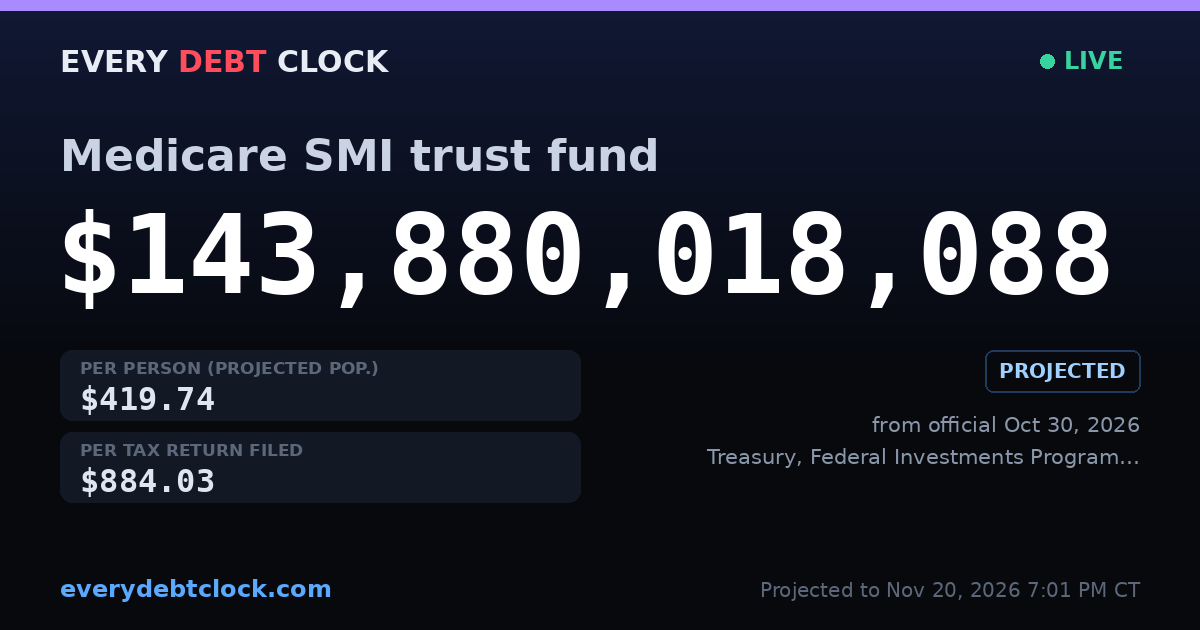 EVERY DEBT CLOCK
LIVE
Medicare SMI trust fund
$143,880,018,088
PER PERSON (PROJECTED POP.)
$419.74
PER TAX RETURN FILED
$884.03
PROJECTED
from official Oct 30, 2026
Treasury, Federal Investments Program…
everydebtclock.com
Projected to Nov 20, 2026 7:01 PM CT